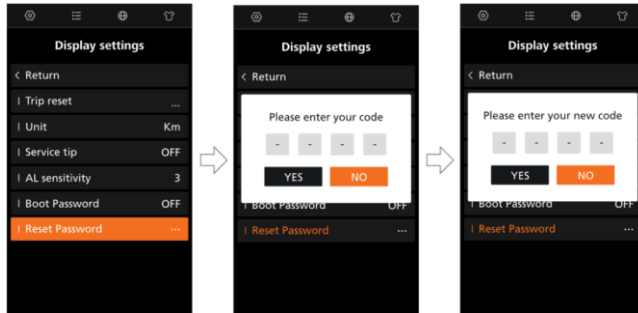 Display settings
< Return
| Trip reset ...
| Unit Km
| Service tip OFF
| AL sensitivity 3
| Boot Password OFF
| Reset Password ...
Display settings
< Return
Please enter your code
- - - -
YES NO
| Boot Password OFF
| Reset Password ...
Display settings
< Return
Please enter your new code
- - - -
YES NO
| Boot Password OFF
| Reset Password ...